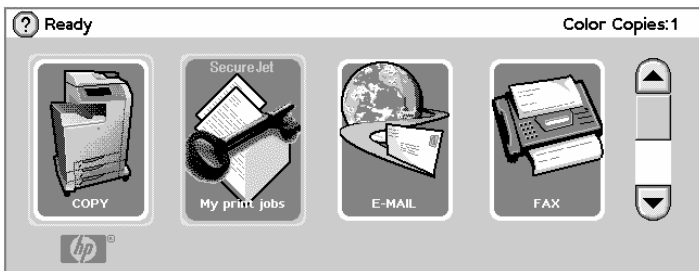 ? Ready
Color Copies:1
SecureJet
COPY
My print jobs
E-MAIL
FAX
hp®